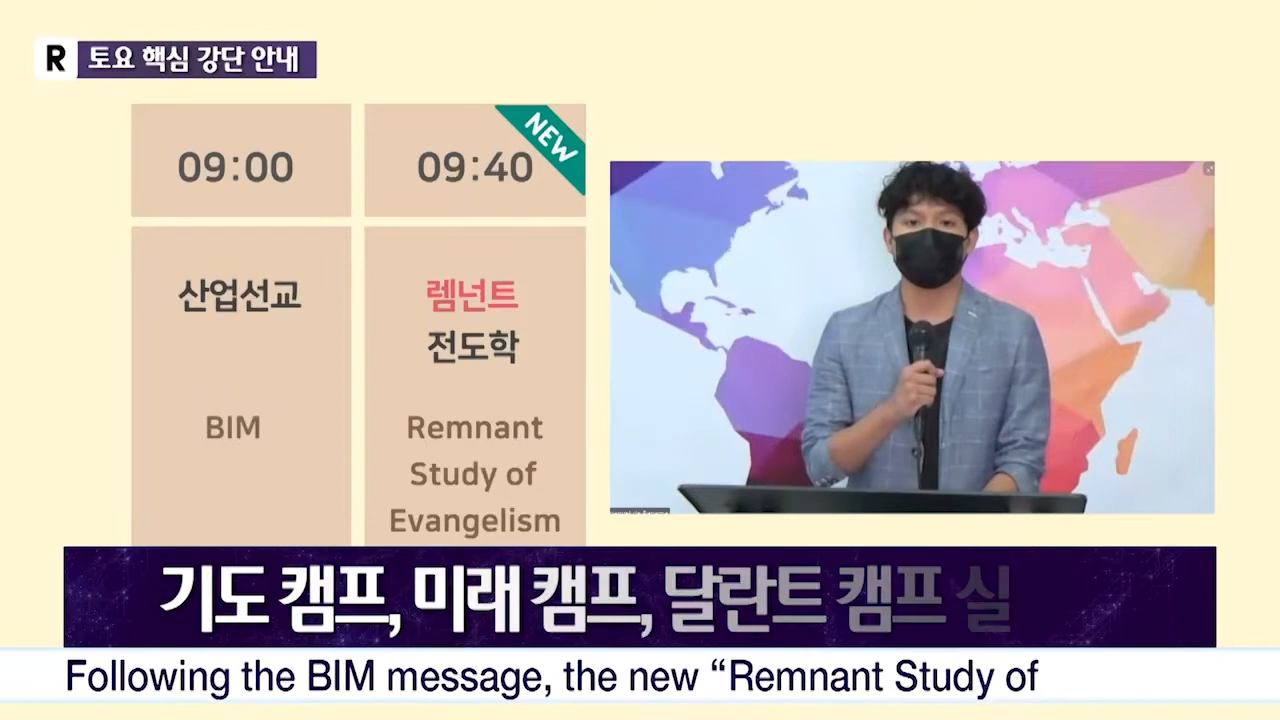 R 토요 핵심 강단 안내
09:00
09:40
NEW
산업선교
렘넌트
전도학
BIM
Remnant
Study of
Evangelism
기도 캠프, 미래 캠프, 달란트 캠프 실
Following the BIM message, the new “Remnant Study of